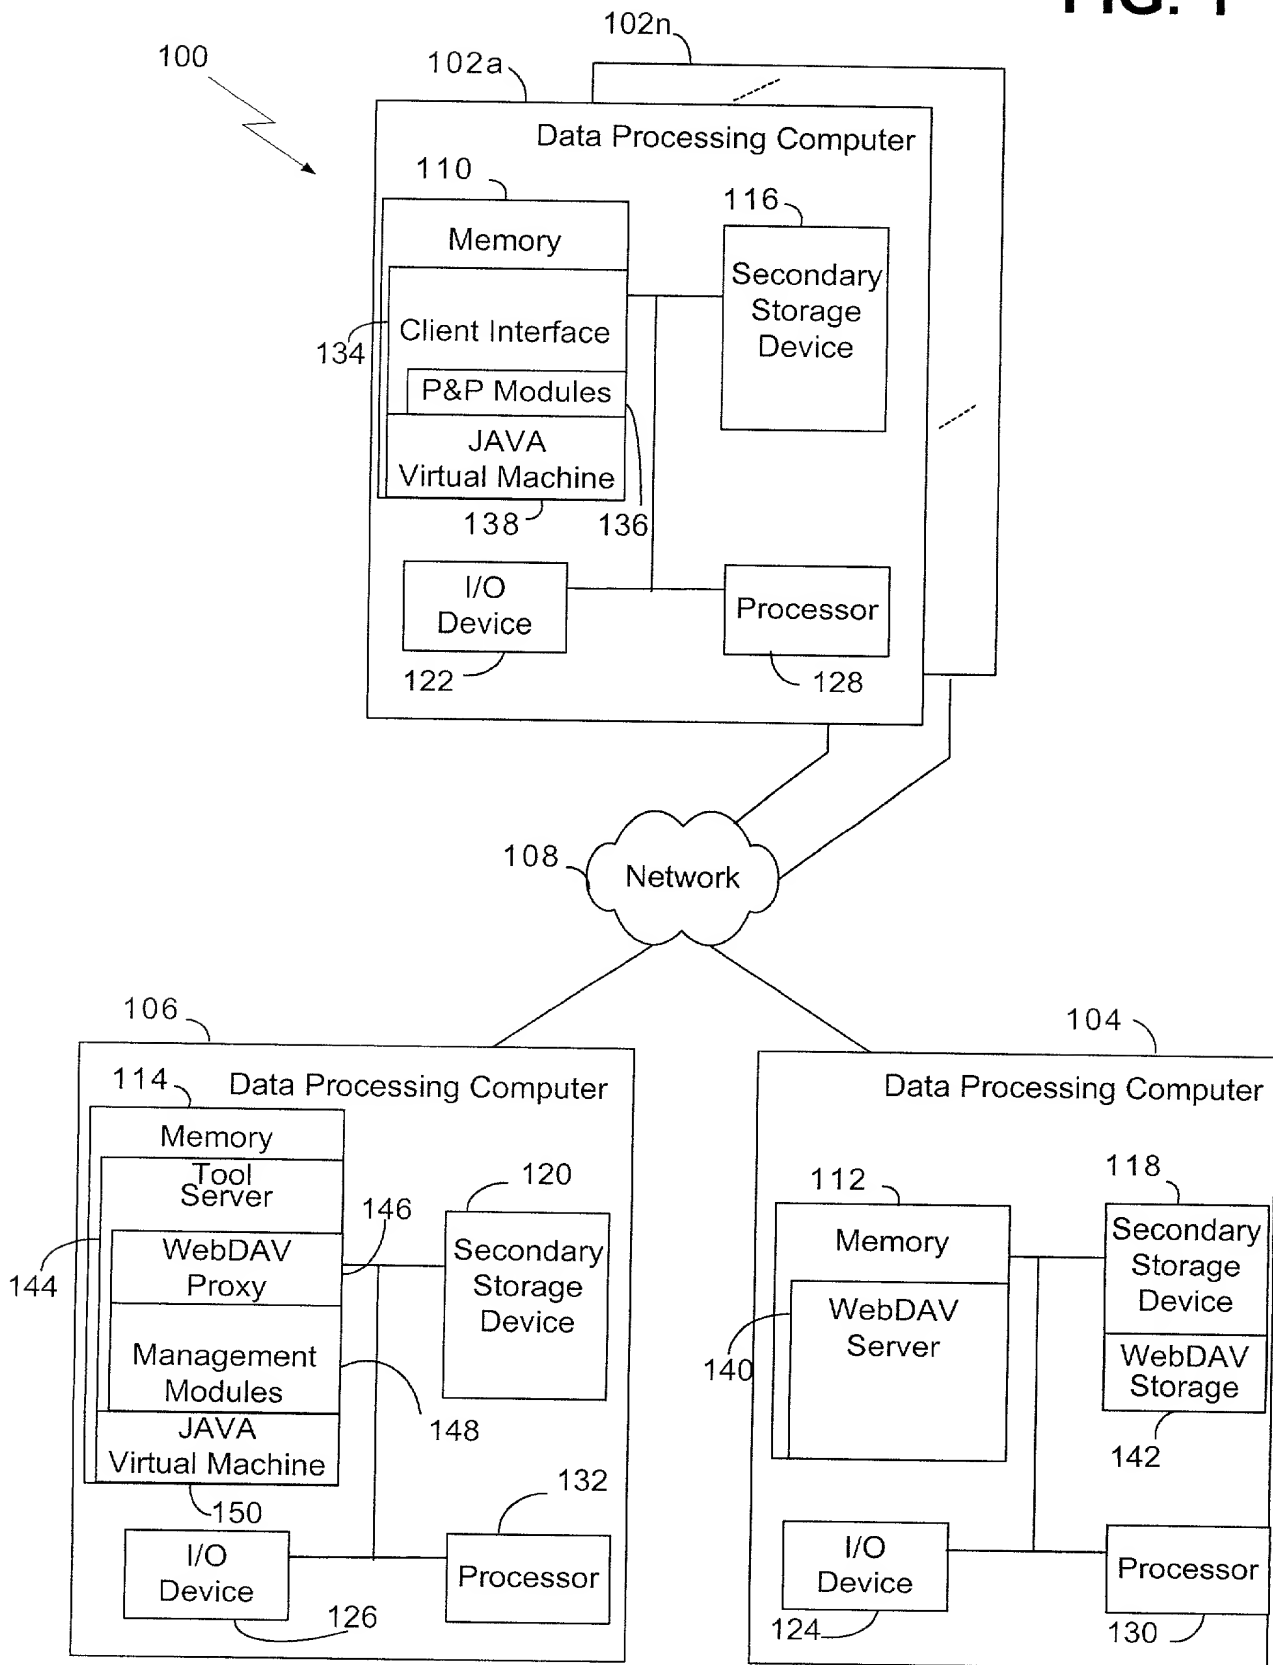 FIG. 1
102n
100
102a
Data Processing Computer
110
116
Memory
Secondary
Storage
Device
Client Interface
134
P&P Modules
JAVA
Virtual Machine
138
136
I/O
Device
Processor
122
128
108
Network
106
104
Data Processing Computer
Data Processing Computer
114
Memory
Tool
Server
120
146
WebDAV
Proxy
144
Secondary
Storage
Device
Management
Modules
148
JAVA
Virtual Machine
150
132
I/O
Device
Processor
126
112
118
Memory
Secondary
Storage
Device
WebDAV
Server
140
WebDAV
Storage
142
I/O
Device
Processor
124
130